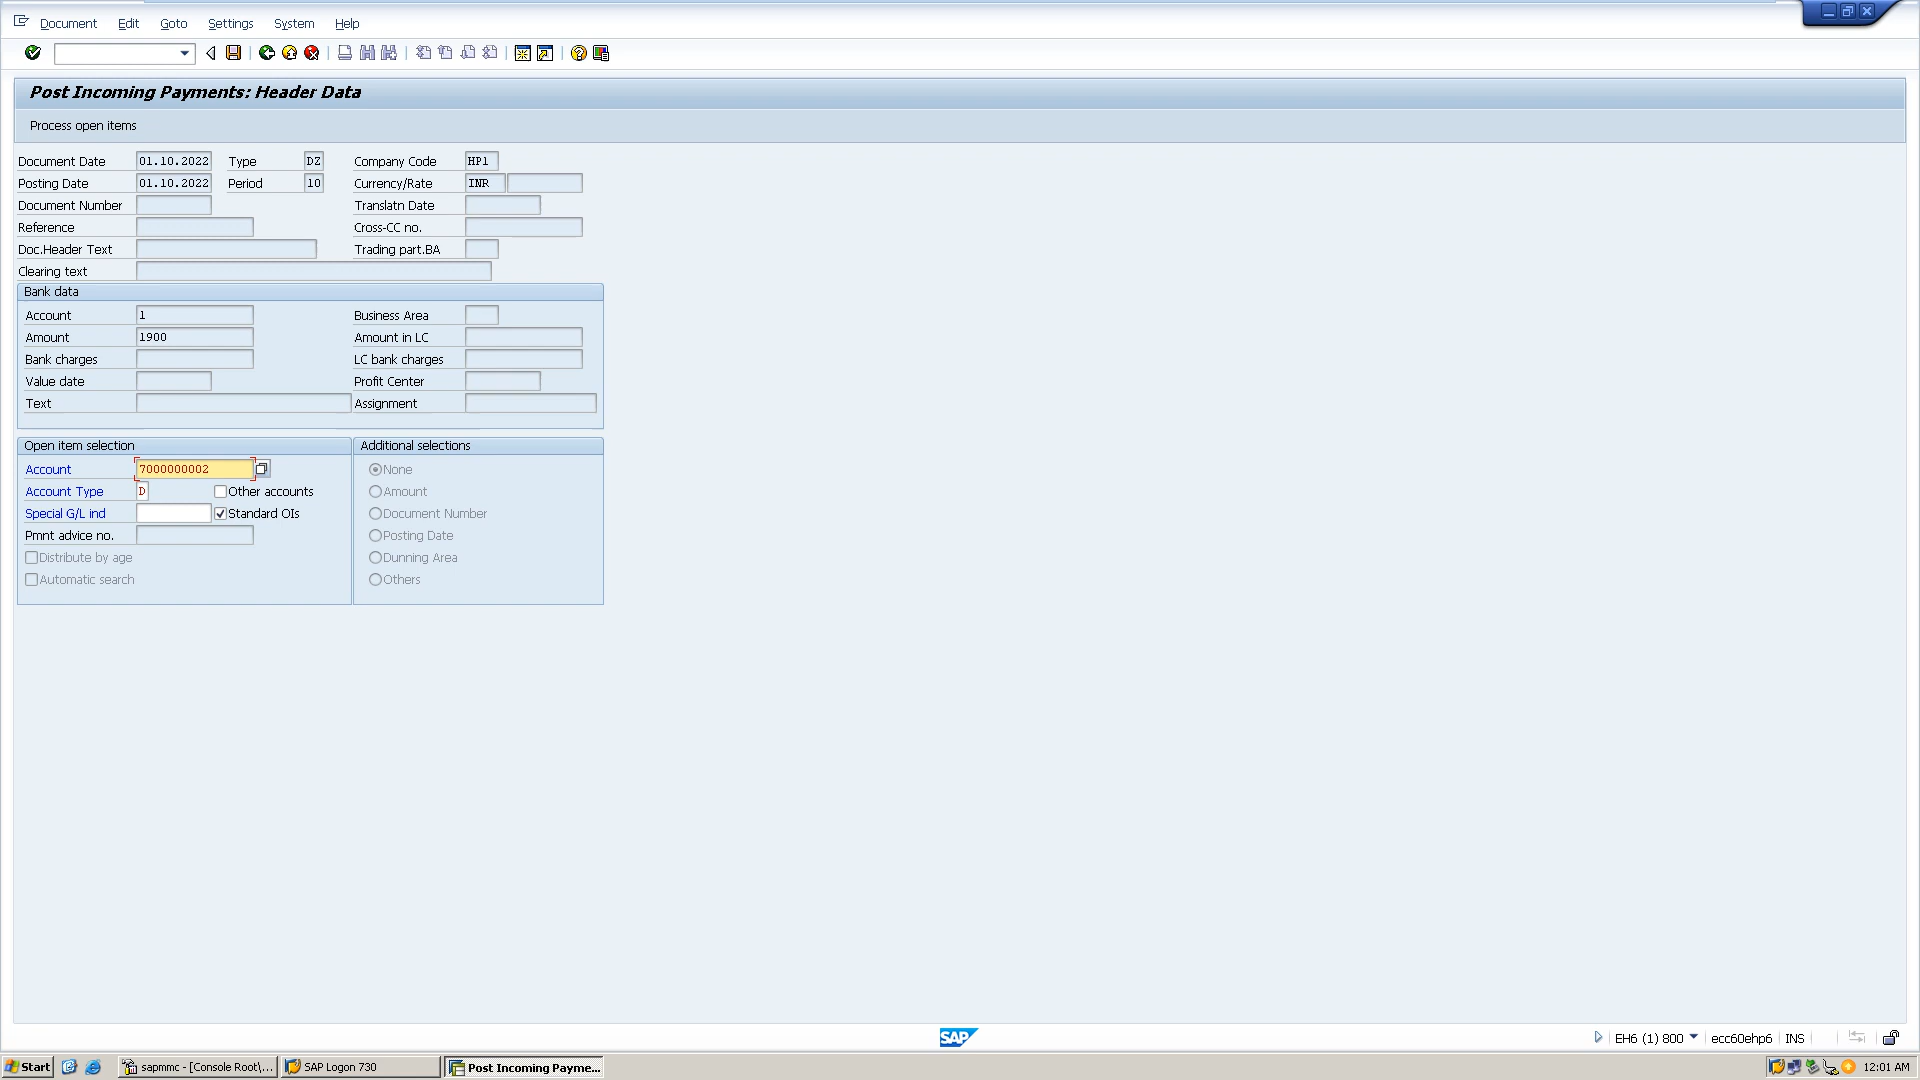 Document Edit Goto Settings System Help
Post Incoming Payments: Header Data
Process open items
Document Date 01.10.2022 Type DZ Company Code HP1
Posting Date 01.10.2022 Period 10 Currency/Rate INR
Document Number Translatn Date
Reference Cross-CC no.
Doc.Header Text Trading part.BA
Clearing text
Bank data
Account 1 Business Area
Amount 1900 Amount in LC
Bank charges LC bank charges
Value date Profit Center
Text Assignment
Open item selection Additional selections
Account 7000000002 None
Account Type D Other accounts Amount
Special G/L ind Standard OIs Document Number
Pmnt advice no. Posting Date
Distribute by age Dunning Area
Automatic search Others
SAP EH6 (1) 800 ecc60ehp6 INS
Start sapmmc - [Console Root\... SAP Logon 730 Post Incoming Payme... 12:01 AM